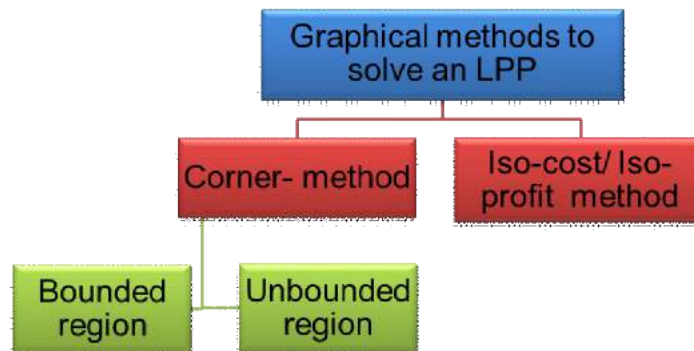 Graphical methods to
solve an LPP
Corner- method
Iso-cost/ Iso-
profit method
Bounded
region
Unbounded
region